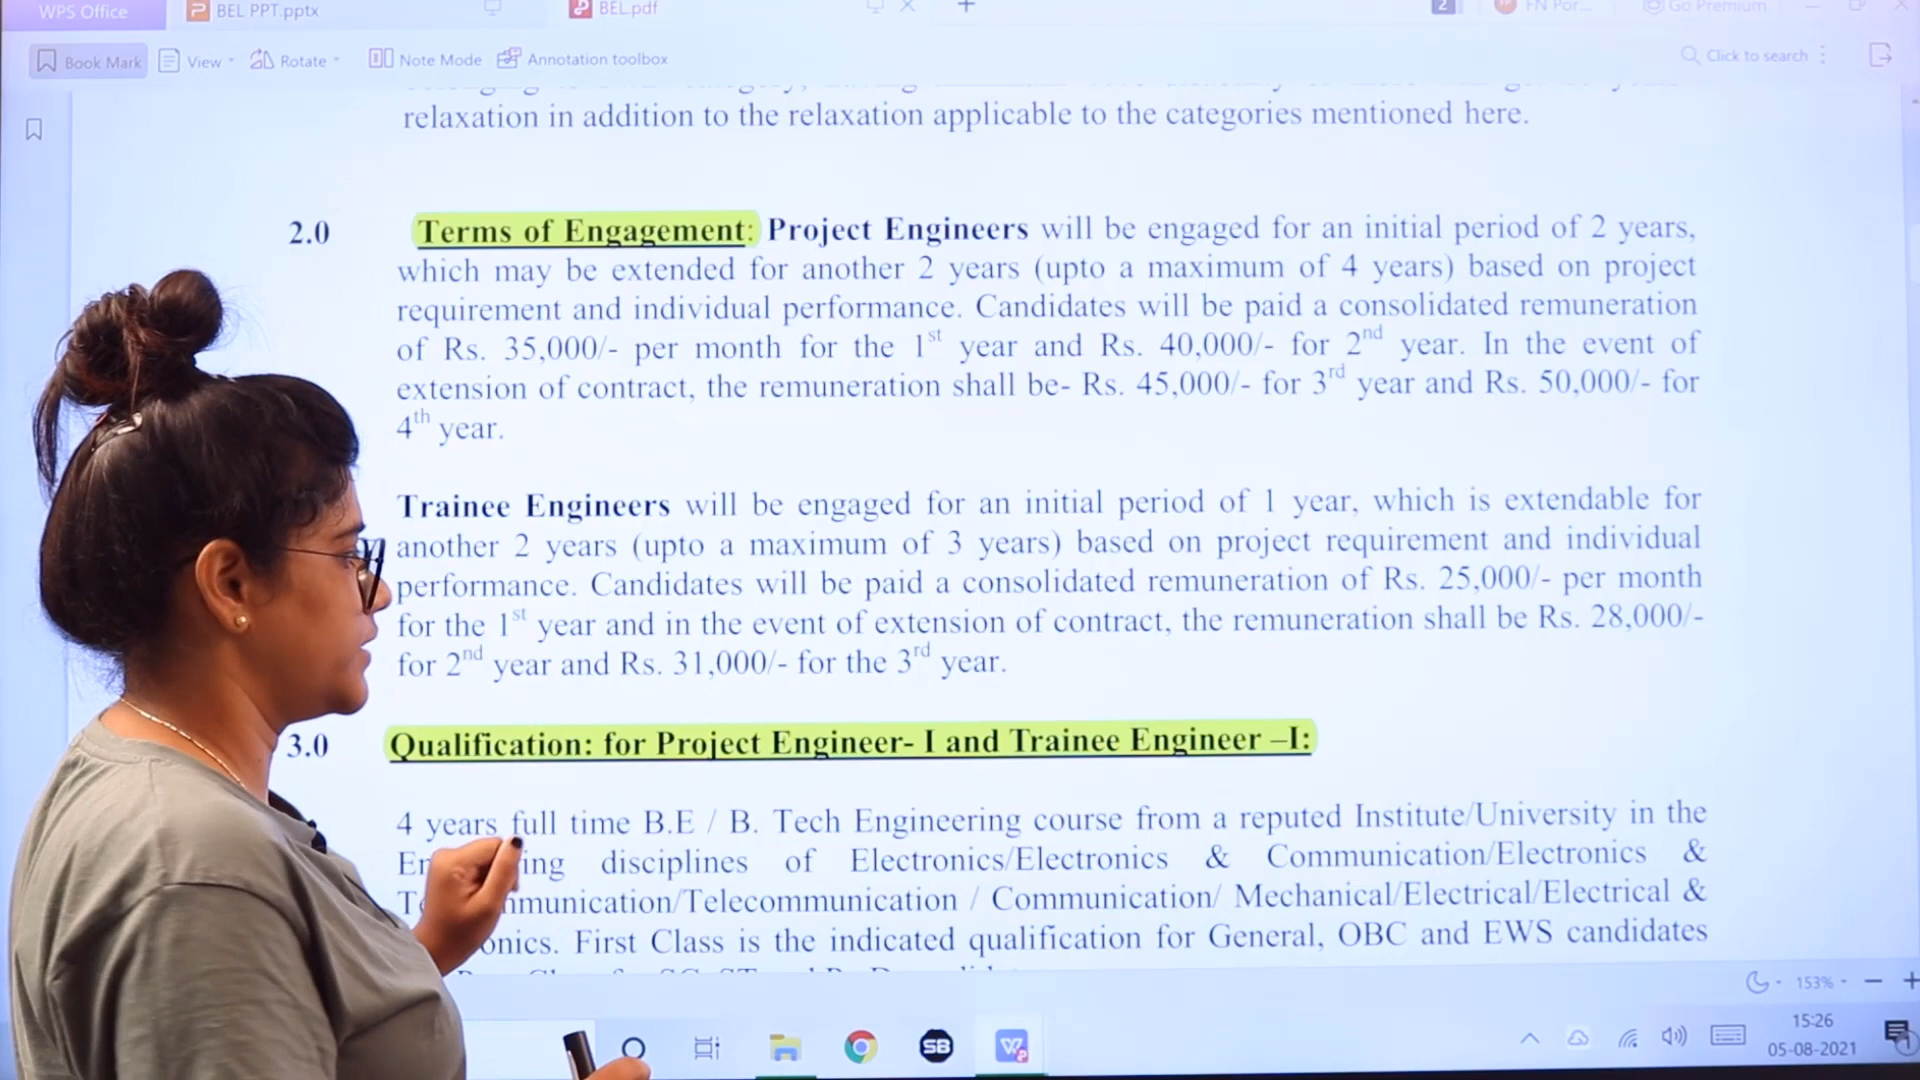 WPS Office
BEL PPT.pptx
BEL.pdf
2
FN Por...
Go Premium
Book Mark
View
Rotate
Note Mode
Annotation toolbox
Click to search
relaxation in addition to the relaxation applicable to the categories mentioned here.
2.0 Terms of Engagement: Project Engineers will be engaged for an initial period of 2 years,
which may be extended for another 2 years (upto a maximum of 4 years) based on project
requirement and individual performance. Candidates will be paid a consolidated remuneration
of Rs. 35,000/- per month for the 1st year and Rs. 40,000/- for 2nd year. In the event of
extension of contract, the remuneration shall be- Rs. 45,000/- for 3rd year and Rs. 50,000/- for
4th year.
Trainee Engineers will be engaged for an initial period of 1 year, which is extendable for
another 2 years (upto a maximum of 3 years) based on project requirement and individual
performance. Candidates will be paid a consolidated remuneration of Rs. 25,000/- per month
for the 1st year and in the event of extension of contract, the remuneration shall be Rs. 28,000/-
for 2nd year and Rs. 31,000/- for the 3rd year.
3.0 Qualification: for Project Engineer- I and Trainee Engineer –I:
4 years full time B.E / B. Tech Engineering course from a reputed Institute/University in the
disciplines of Electronics/Electronics & Communication/Electronics &
/Telecommunication / Communication/ Mechanical/Electrical/Electrical &
First Class is the indicated qualification for General, OBC and EWS candidates
153%
SB
W
15:26
05-08-2021
1